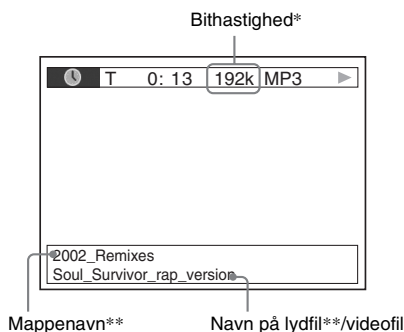 Bithastighed*
T 0: 13 192k MP3
2002_Remixes
Soul_Survivor_rap_version
Mappenavn** Navn på lydfil**/videofil